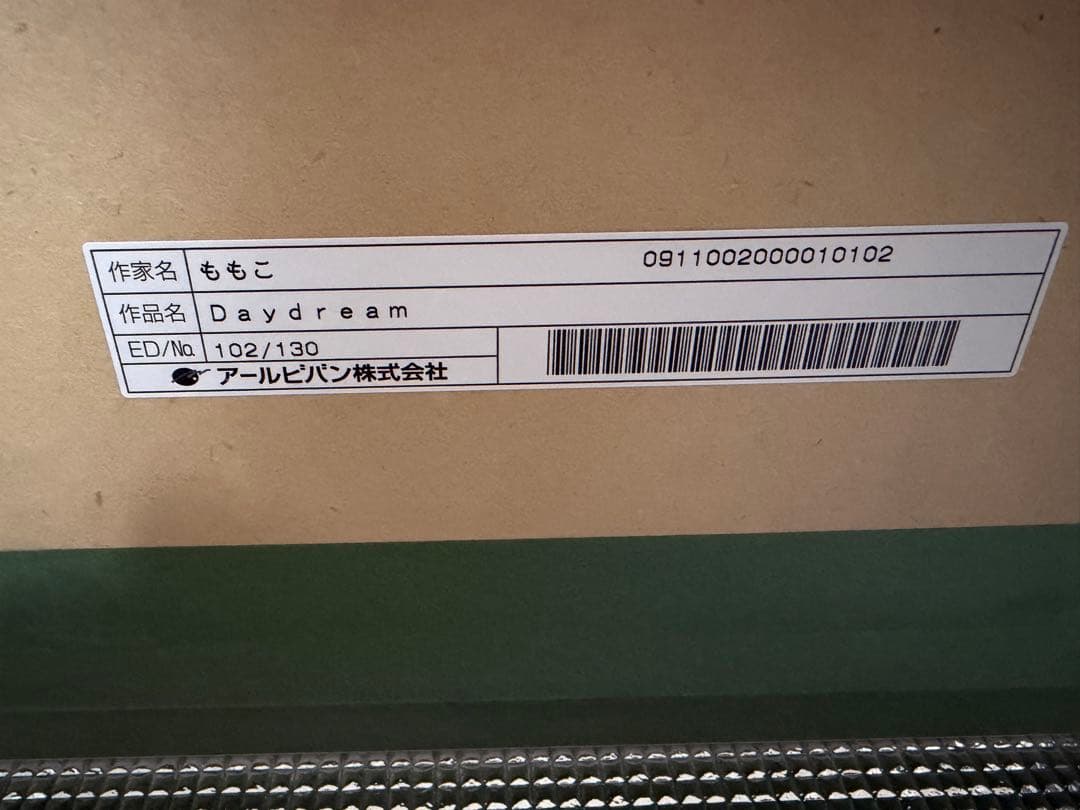 作家名 ももこ 0911002000010102
作品名 Daydream
ED/No. 102/130
アールビバン株式会社